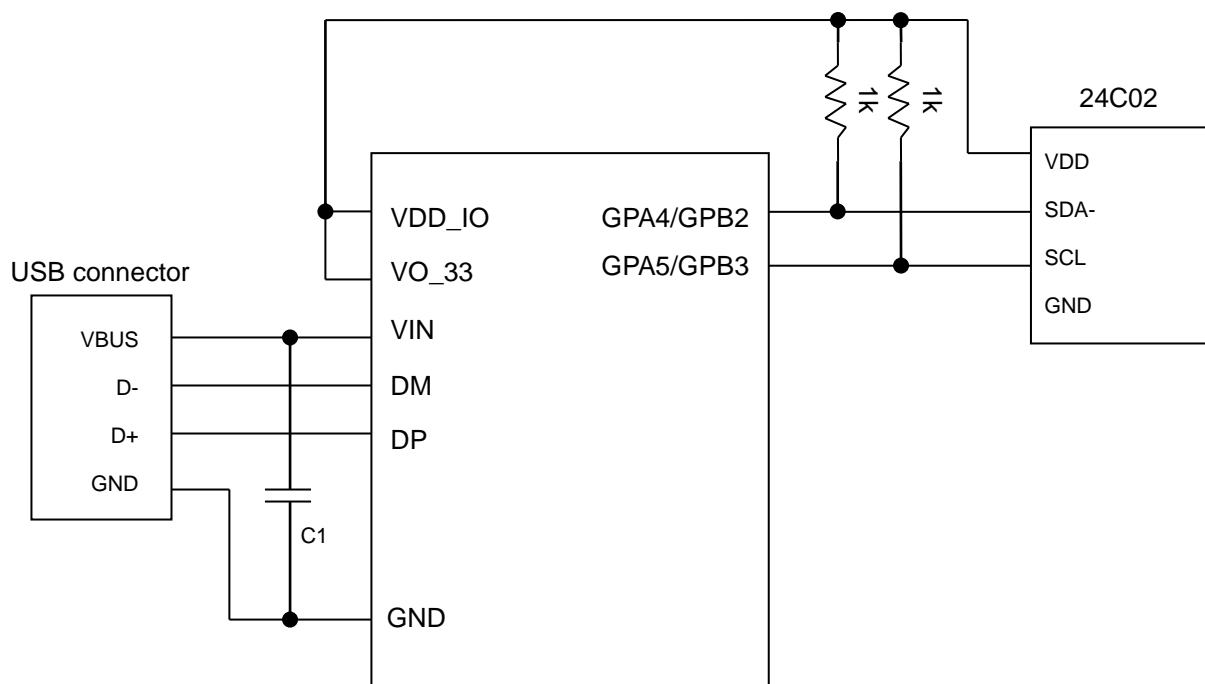 1k
1k
24C02
VDD
SDA-
SCL
GND
VDD_IO
VO_33
VIN
DM
DP
GND
GPA4/GPB2
GPA5/GPB3
USB connector
VBUS
D-
D+
GND
C1